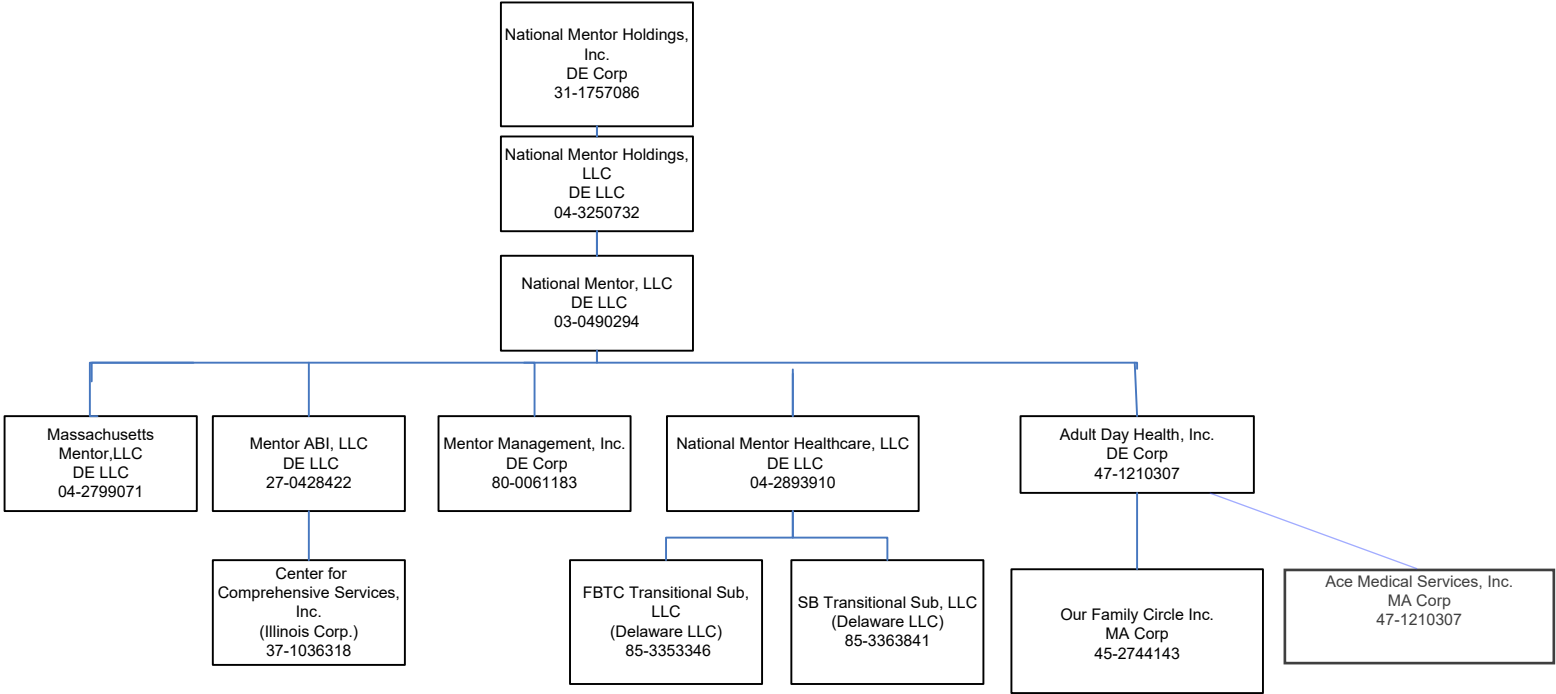 National Mentor Holdings,
Inc.
DE Corp
31-1757086
National Mentor Holdings,
LLC
DE LLC
04-3250732
National Mentor, LLC
DE LLC
03-0490294
Massachusetts
Mentor,LLC
DE LLC
04-2799071
Mentor ABI, LLC
DE LLC
27-0428422
Mentor Management, Inc.
DE Corp
80-0061183
National Mentor Healthcare, LLC
DE LLC
04-2893910
Adult Day Health, Inc.
DE Corp
47-1210307
Center for
Comprehensive Services,
Inc.
(Illinois Corp.)
37-1036318
FBTC Transitional Sub,
LLC
(Delaware LLC)
85-3353346
SB Transitional Sub, LLC
(Delaware LLC)
85-3363841
Our Family Circle Inc.
MA Corp
45-2744143
Ace Medical Services, Inc.
MA Corp
47-1210307